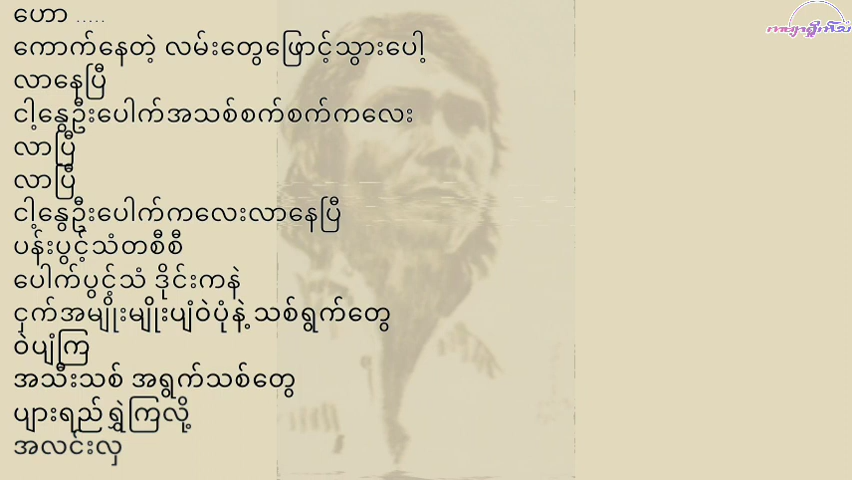 ဟော .....
ကောက်နေတဲ့ လမ်းတွေဖြောင့်သွားပေါ့
လာနေပြီ
ငါ့နွေဦးပေါက်အသစ်စက်စက်ကလေး
လာပြီ
လာပြီ
ငါ့နွေဦးပေါက်ကလေးလာနေပြီ
ပန်းပွင့်သံတစီစီ
ပေါက်ပွင့်သံ ဒိုင်းကနဲ
ငှက်အမျိုးမျိုးပျံဝဲပုံနဲ့ သစ်ရွက်တွေ
ဝဲပျံကြ
အသီးသစ် အရွက်သစ်တွေ
ပျားရည်ရွှဲကြလို့
အလင်းလှ